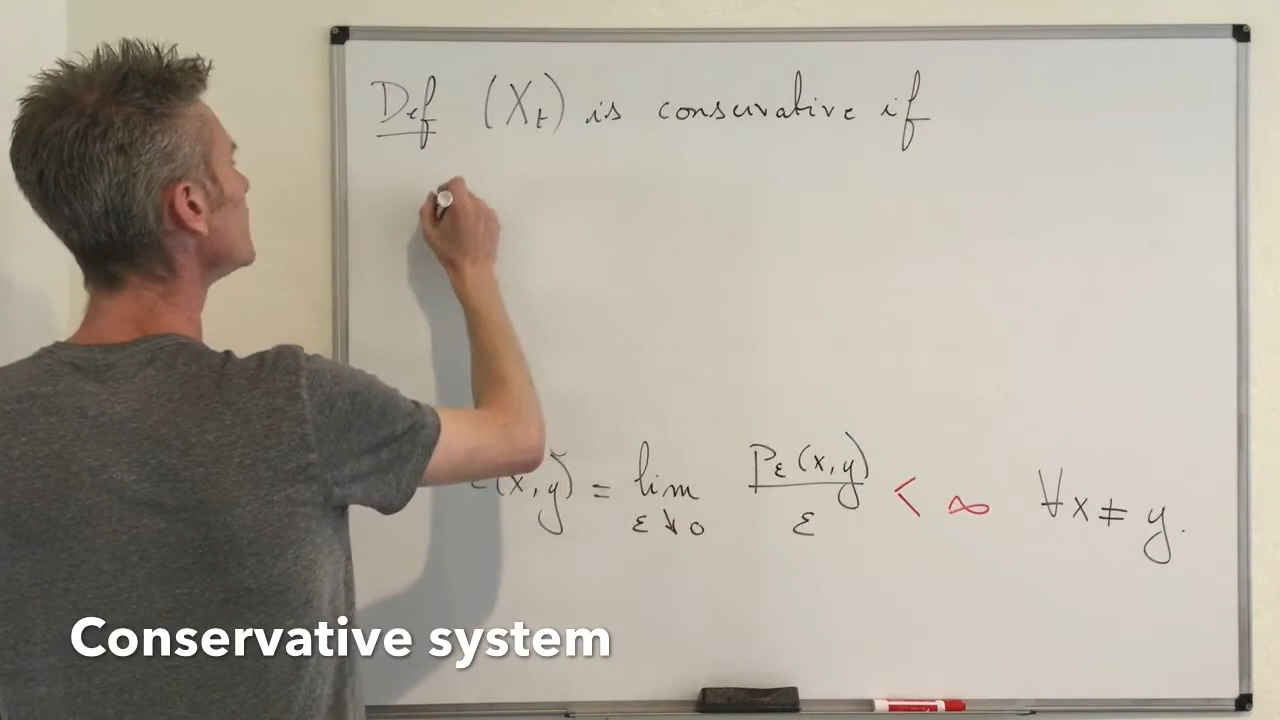 Def (Xt) is conservative if
c(x,y) = lim ε↓0 Pε(x,y)/ε < ∞ ∀x≠y.
Conservative system